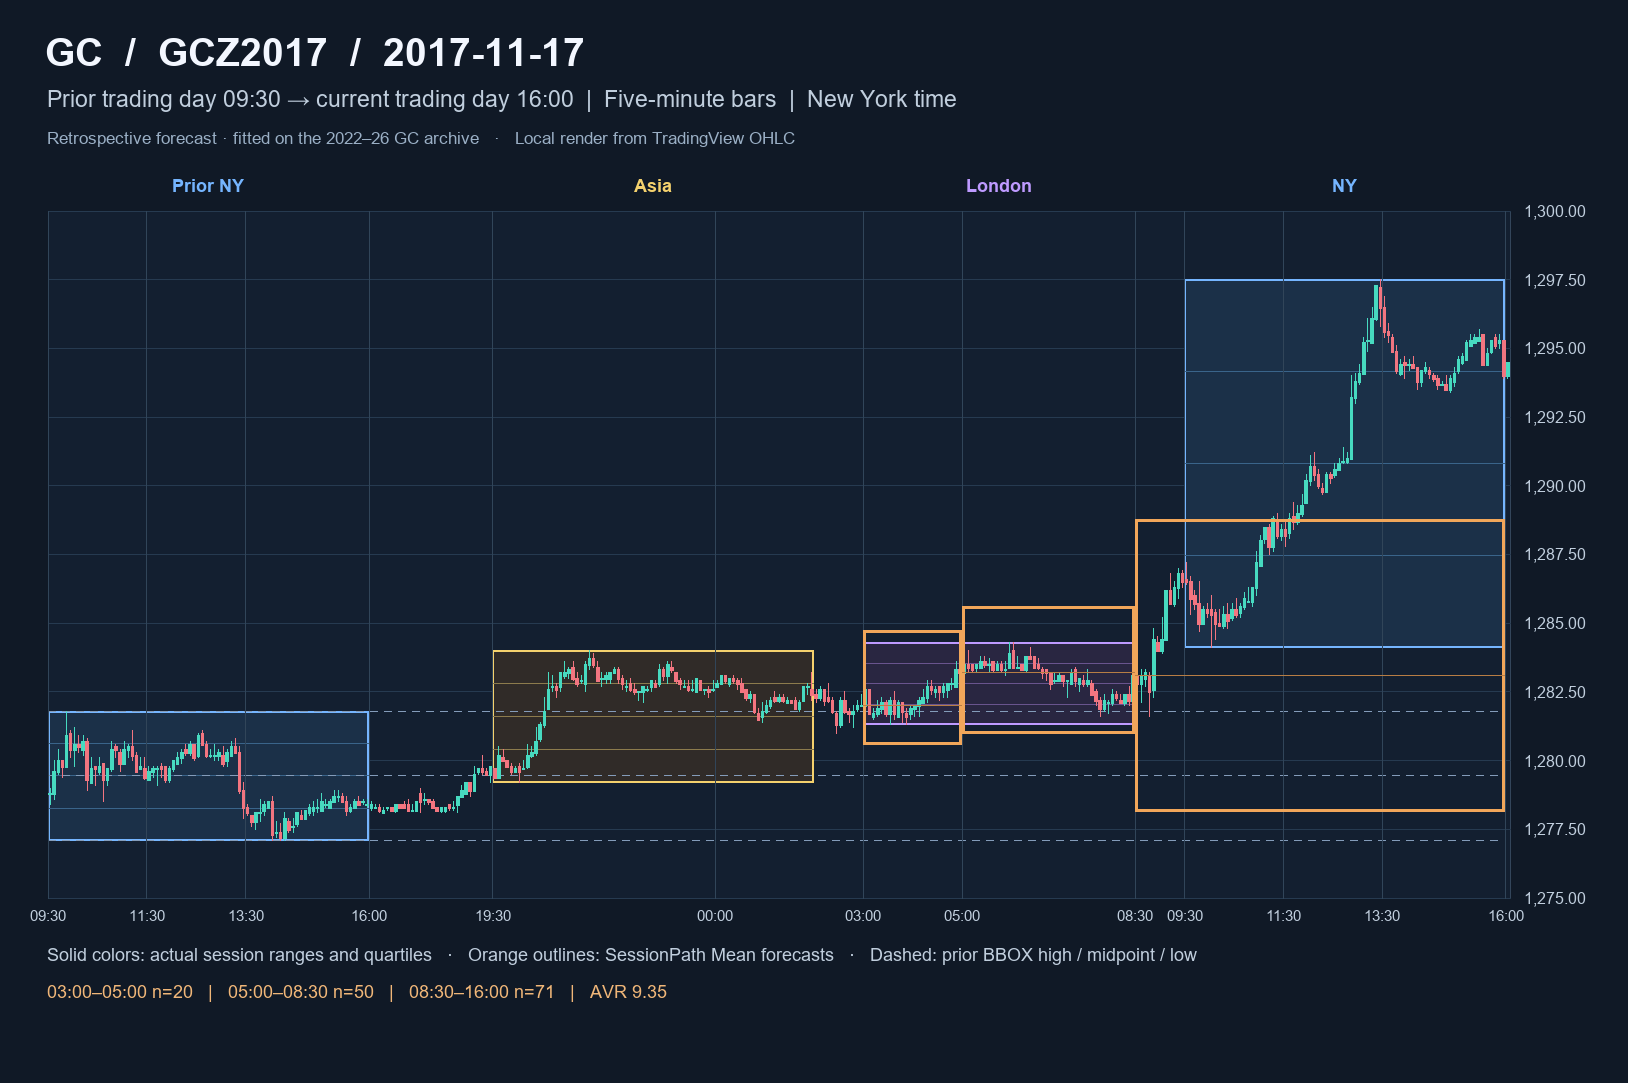 GC / GCZ2017 / 2017-11-17
Prior trading day 09:30 → current trading day 16:00 | Five-minute bars | New York time
Retrospective forecast · fitted on the 2022–26 GC archive · Local render from TradingView OHLC
Prior NY Asia London NY
1,300.00
1,297.50
1,295.00
1,292.50
1,290.00
1,287.50
1,285.00
1,282.50
1,280.00
1,277.50
1,275.00
09:30 11:30 13:30 16:00 19:30 00:00 03:00 05:00 08:30 09:30 11:30 13:30 16:00
Solid colors: actual session ranges and quartiles · Orange outlines: SessionPath Mean forecasts · Dashed: prior BBOX high / midpoint / low
03:00–05:00 n=20 | 05:00–08:30 n=50 | 08:30–16:00 n=71 | AVR 9.35